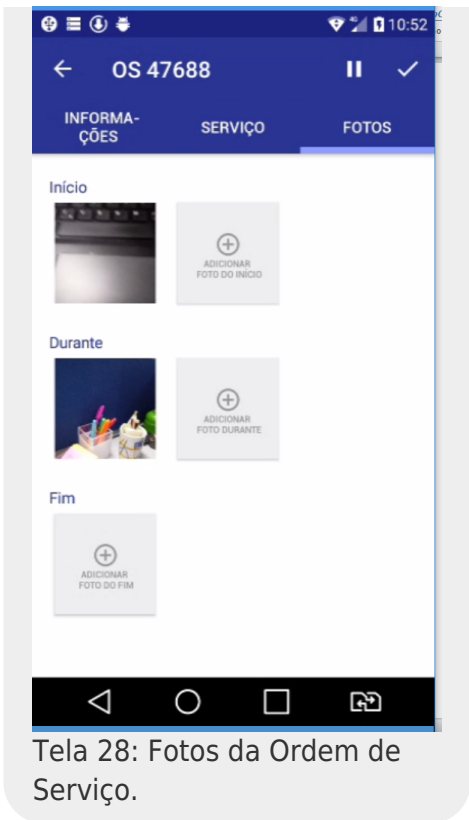 10:52
OS 47688
INFORMA-
ÇÕES
SERVIÇO
FOTOS
Início
ADICIONAR
FOTO DO INÍCIO
Durante
ADICIONAR
FOTO DURANTE
Fim
ADICIONAR
FOTO DO FIM
Tela 28: Fotos da Ordem de
Serviço.